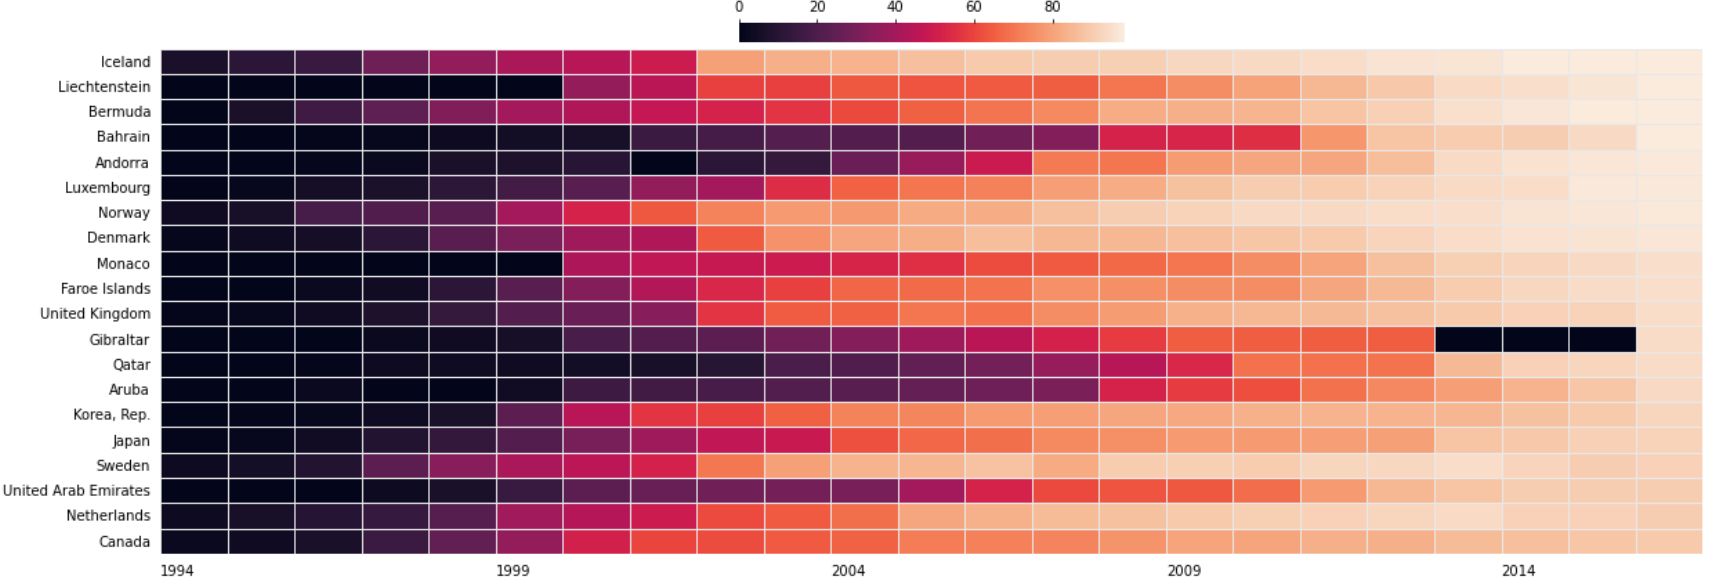 0 20 40 60 80
Iceland
Liechtenstein
Bermuda
Bahrain
Andorra
Luxembourg
Norway
Denmark
Monaco
Faroe Islands
United Kingdom
Gibraltar
Qatar
Aruba
Korea, Rep.
Japan
Sweden
United Arab Emirates
Netherlands
Canada
1994 1999 2004 2009 2014